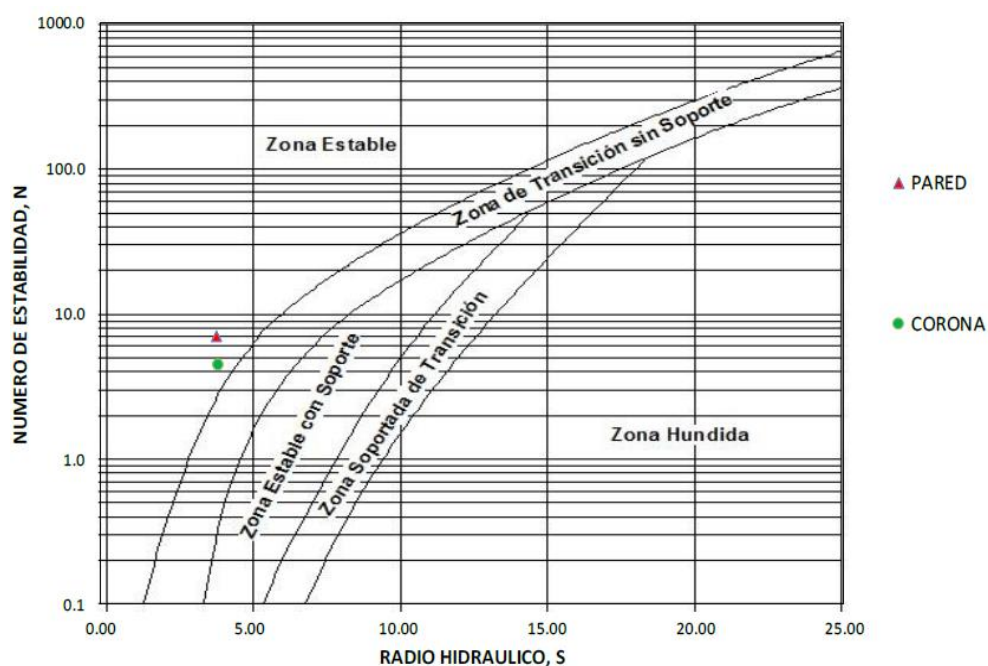 1000.0
100.0
10.0
1.0
0.1
NUMERO DE ESTABILIDAD, N
Zona Estable
Zona de Transición sin Soporte
Zona Estable con Soporte
Zona Soportada de Transición
Zona Hundida
0.00 5.00 10.00 15.00 20.00 25.00
RADIO HIDRAULICO, S
PARED
CORONA